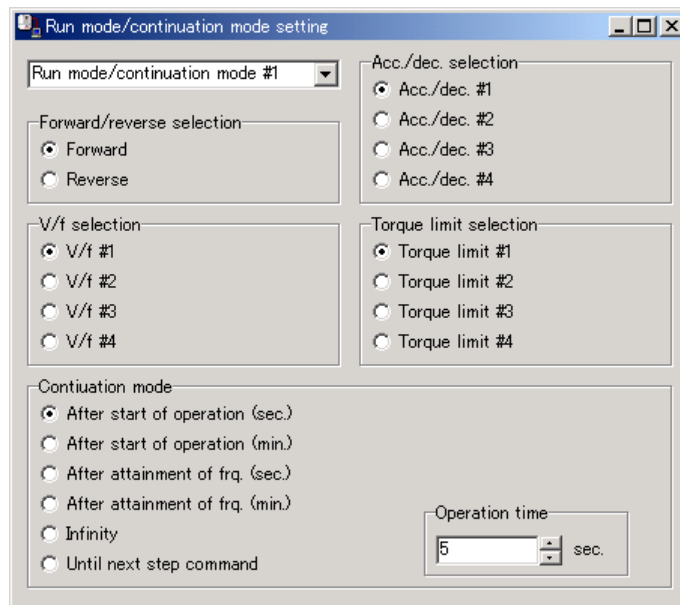 Run mode/continuation mode setting
Run mode/continuation mode #1
Forward/reverse selection
Forward
Reverse
Acc./dec. selection
Acc./dec. #1
Acc./dec. #2
Acc./dec. #3
Acc./dec. #4
V/f selection
V/f #1
V/f #2
V/f #3
V/f #4
Torque limit selection
Torque limit #1
Torque limit #2
Torque limit #3
Torque limit #4
Contiuation mode
After start of operation (sec.)
After start of operation (min.)
After attainment of frq. (sec.)
After attainment of frq. (min.)
Infinity
Until next step command
Operation time
5 sec.